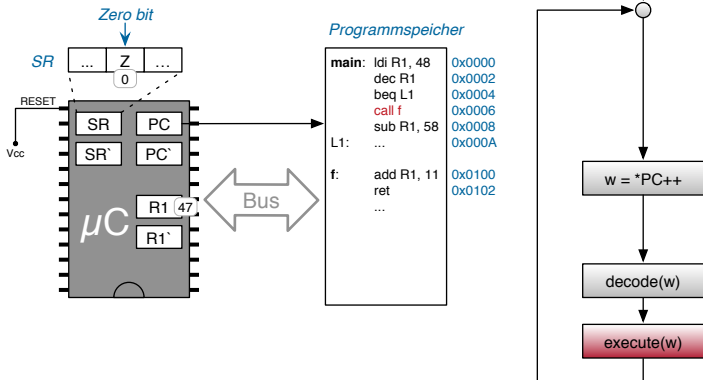 Zero bit
Programmspeicher
SR ... Z ...
0
RESET
Vcc
SR PC
SR` PC`
R1 47
R1`
µC
Bus
main: ldi R1, 48 0x0000
dec R1 0x0002
beq L1 0x0004
call f 0x0006
sub R1, 58 0x0008
L1: ... 0x000A
f: add R1, 11 0x0100
ret 0x0102
...
w = *PC++
decode(w)
execute(w)